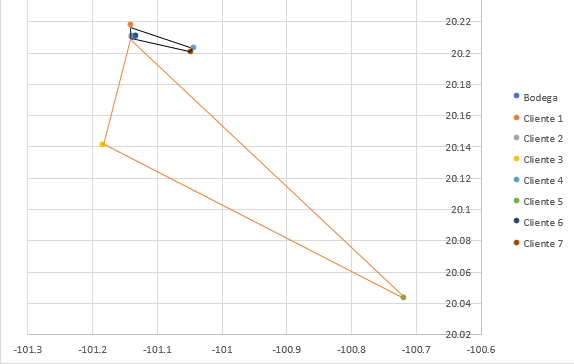 20.22
20.2
20.18
20.16
20.14
20.12
20.1
20.08
20.06
20.04
20.02
-101.3 -101.2 -101.1 -101 -100.9 -100.8 -100.7 -100.6
Bodega
Cliente 1
Cliente 2
Cliente 3
Cliente 4
Cliente 5
Cliente 6
Cliente 7